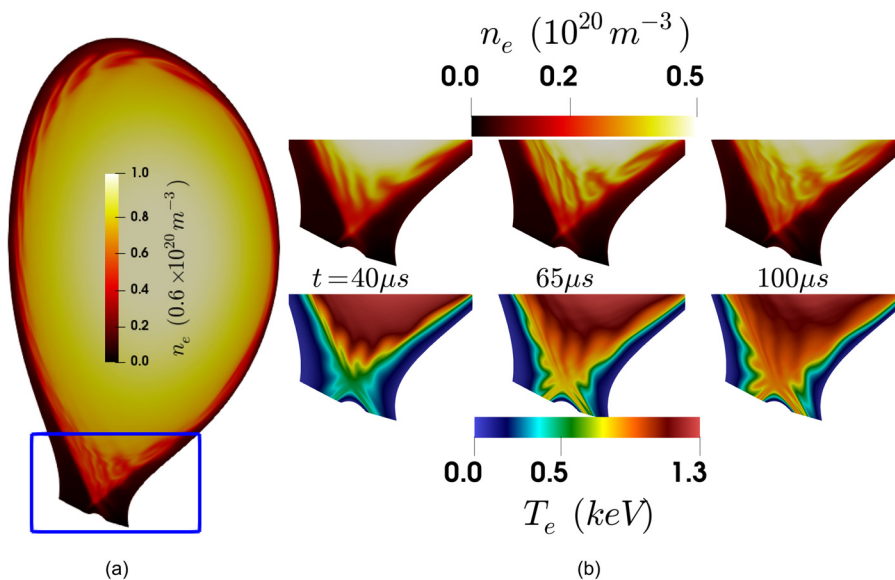 n_e (10^20 m^−3)
0.0 0.2 0.5
1.0
0.8
0.6
0.4
0.2
0.0
n_e (0.6 ×10^20 m^−3)
t=40μs 65μs 100μs
0.0 0.5 1.3
T_e (keV)
(a) (b)